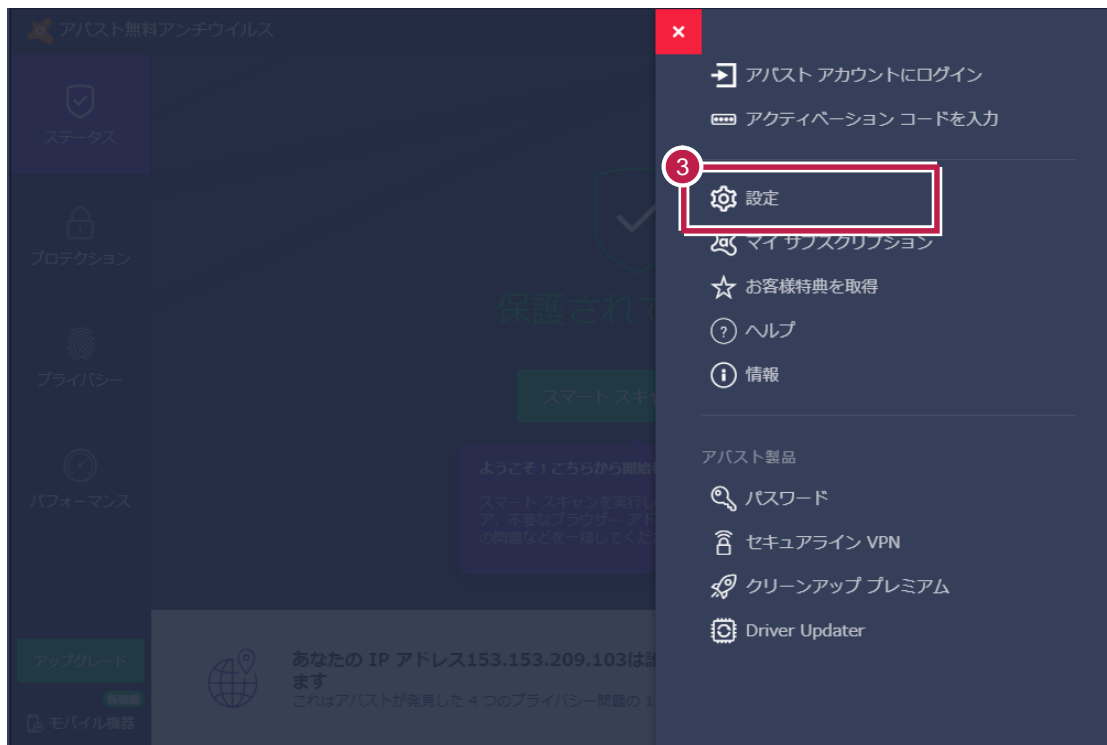 アバスト無料アンチウイルス
ステータス
プロテクション
プライバシー
パフォーマンス
アップグレード
新機能
モバイル機器
保護されて
スマート スキ
ようこそ！こちらから開始
スマート スキャンを実行し
ア、不要なブラウザー アド
の問題などを一掃してくだ
あなたの IP アドレス153.153.209.103は
ます
これはアバストが発見した 4 つのプライバシー問題の 1
×
アバスト アカウントにログイン
アクティベーション コードを入力
3
設定
マイ サブスクリプション
お客様特典を取得
ヘルプ
情報
アバスト製品
パスワード
セキュアライン VPN
クリーンアップ プレミアム
Driver Updater